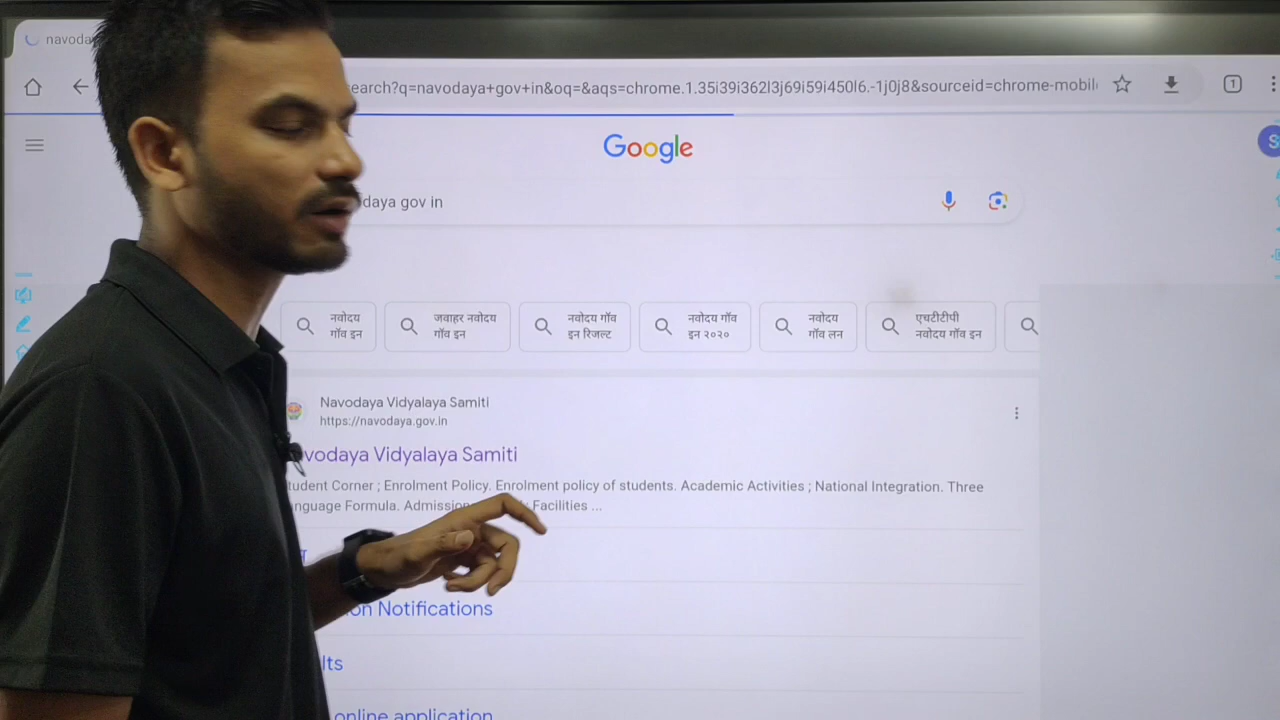 navoda
earch?q=navodaya+gov+in&oq=&aqs=chrome.1.35i39i362l3j69i59i450l6.-1j0j8&sourceid=chrome-mobil
1
Google
S
daya gov in
नवोदय
गॉव इन
जवाहर नवोदय
गॉव इन
नवोदय गॉव
इन रिजल्ट
नवोदय गॉव
इन २०२०
नवोदय
गॉव लन
एचटीटीपी
नवोदय गॉव इन
Navodaya Vidyalaya Samiti
https://navodaya.gov.in
vodaya Vidyalaya Samiti
tudent Corner ; Enrolment Policy. Enrolment policy of students. Academic Activities ; National Integration. Three
nguage Formula. Admission Facilities ...
on Notifications
lts
online application